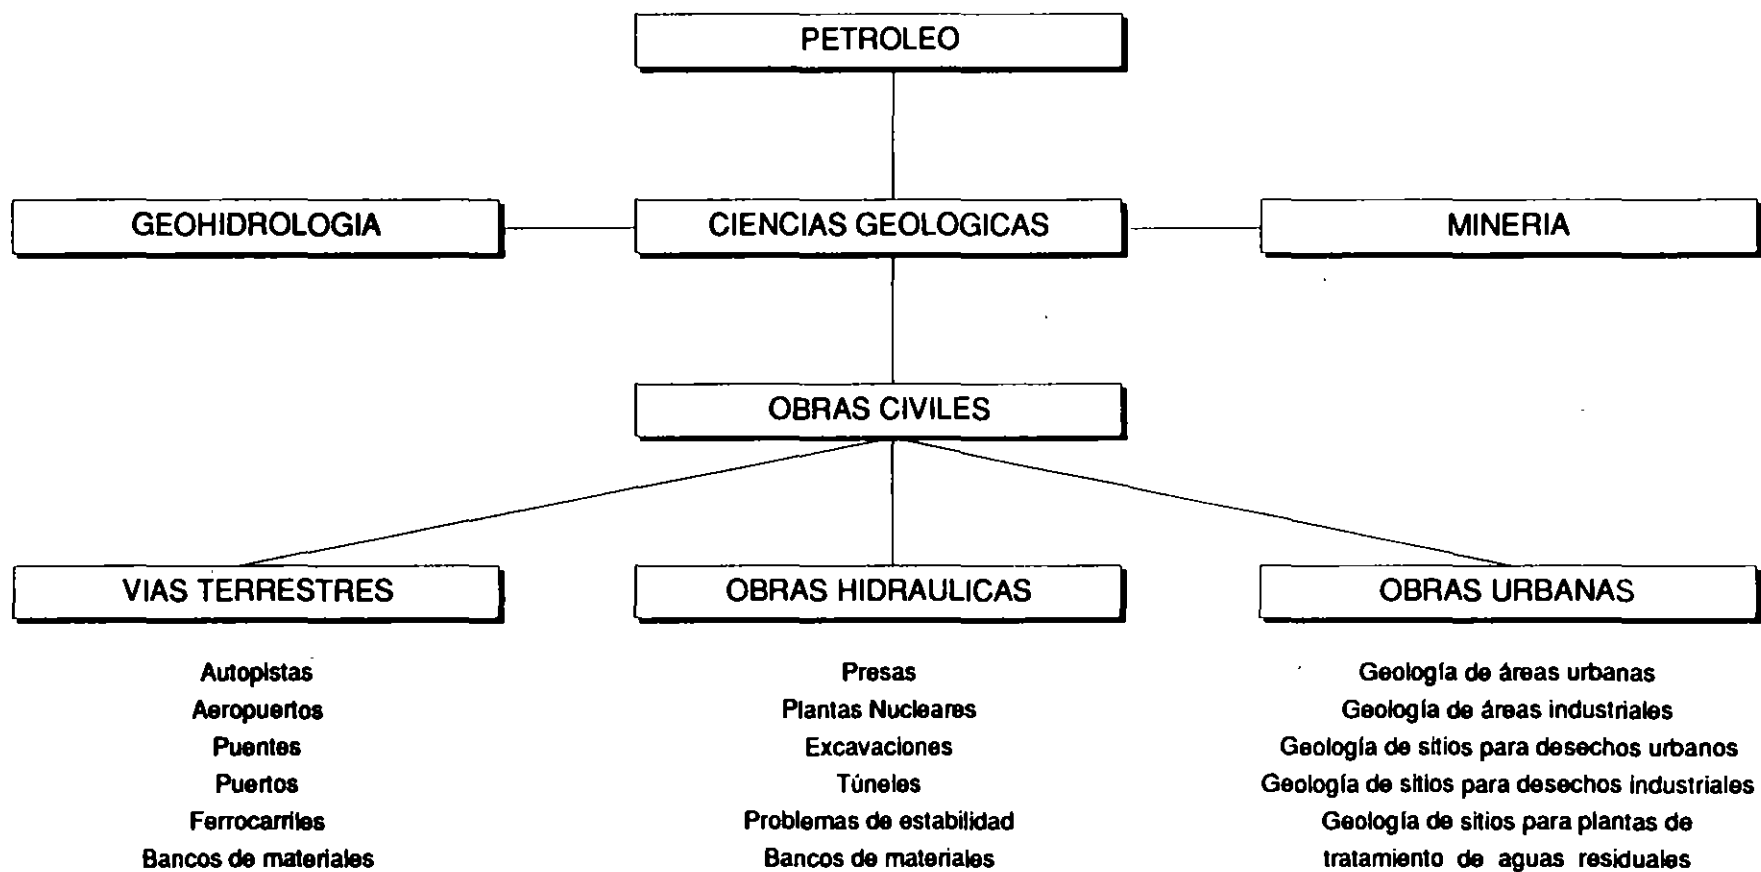 PETROLEO
GEOHIDROLOGIA
CIENCIAS GEOLOGICAS
MINERIA
OBRAS CIVILES
VIAS TERRESTRES
OBRAS HIDRAULICAS
OBRAS URBANAS
Autopistas
Aeropuertos
Puentes
Puertos
Ferrocarriles
Bancos de materiales
Presas
Plantas Nucleares
Excavaciones
Túneles
Problemas de estabilidad
Bancos de materiales
Geología de áreas urbanas
Geología de áreas industriales
Geología de sitios para desechos urbanos
Geología de sitios para desechos industriales
Geología de sitios para plantas de
tratamiento de aguas residuales